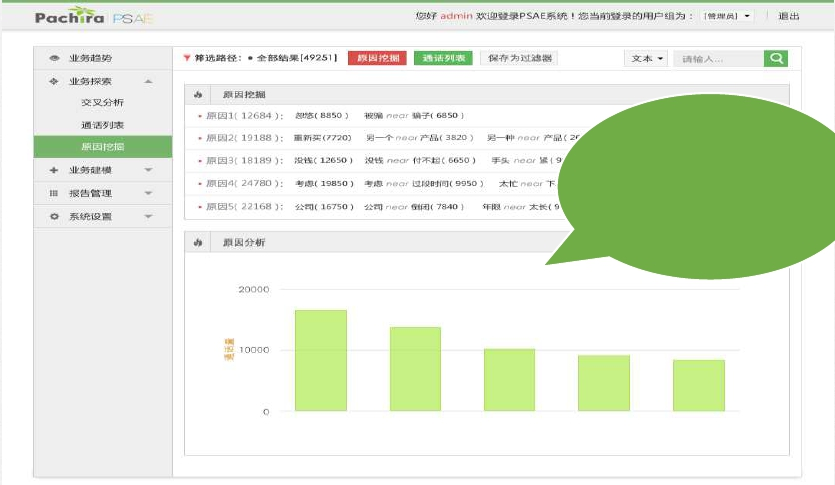 Pachira PSAE
您好 admin 欢迎登录PSAE系统！您当前登录的用户组为： [管理员] 退出
业务趋势
筛选路径： 全部结果[49251] 原因挖掘 通话列表 保存为过滤器 文本 请输入...
业务探索
交叉分析
通话列表
原因挖掘
业务建模
报告管理
系统设置
原因挖掘
原因1( 12684 )： 忽悠( 8850 ) 被骗 near 骗子( 6850 )
原因2( 19188 )： 重新买(7720) 另一个 near 产品( 3820 ) 另一种 near 产品( 2
原因3( 18189 )： 没钱( 12650 ) 没钱 near 付不起( 6650 ) 手头 near 紧( 9
原因4( 24780 )： 考虑( 19850 ) 考虑 near 过段时间( 9950 ) 太忙 near 下
原因5( 22168 )： 公司( 16750 ) 公司 near 倒闭( 7840 ) 年限 near 太长( 9
原因分析
20000
10000
0